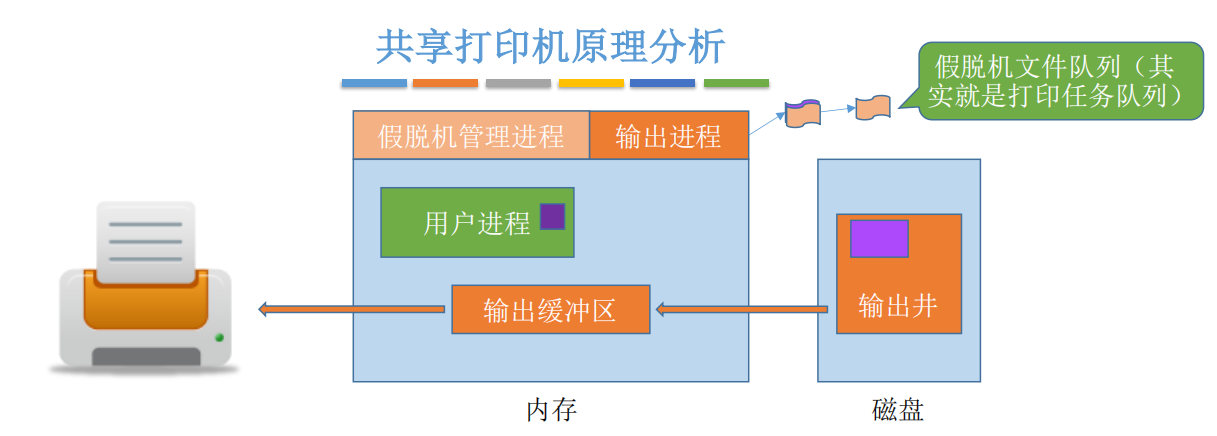 共享打印机原理分析
假脱机文件队列（其
实就是打印任务队列）
假脱机管理进程
输出进程
用户进程
输出缓冲区
输出井
内存
磁盘